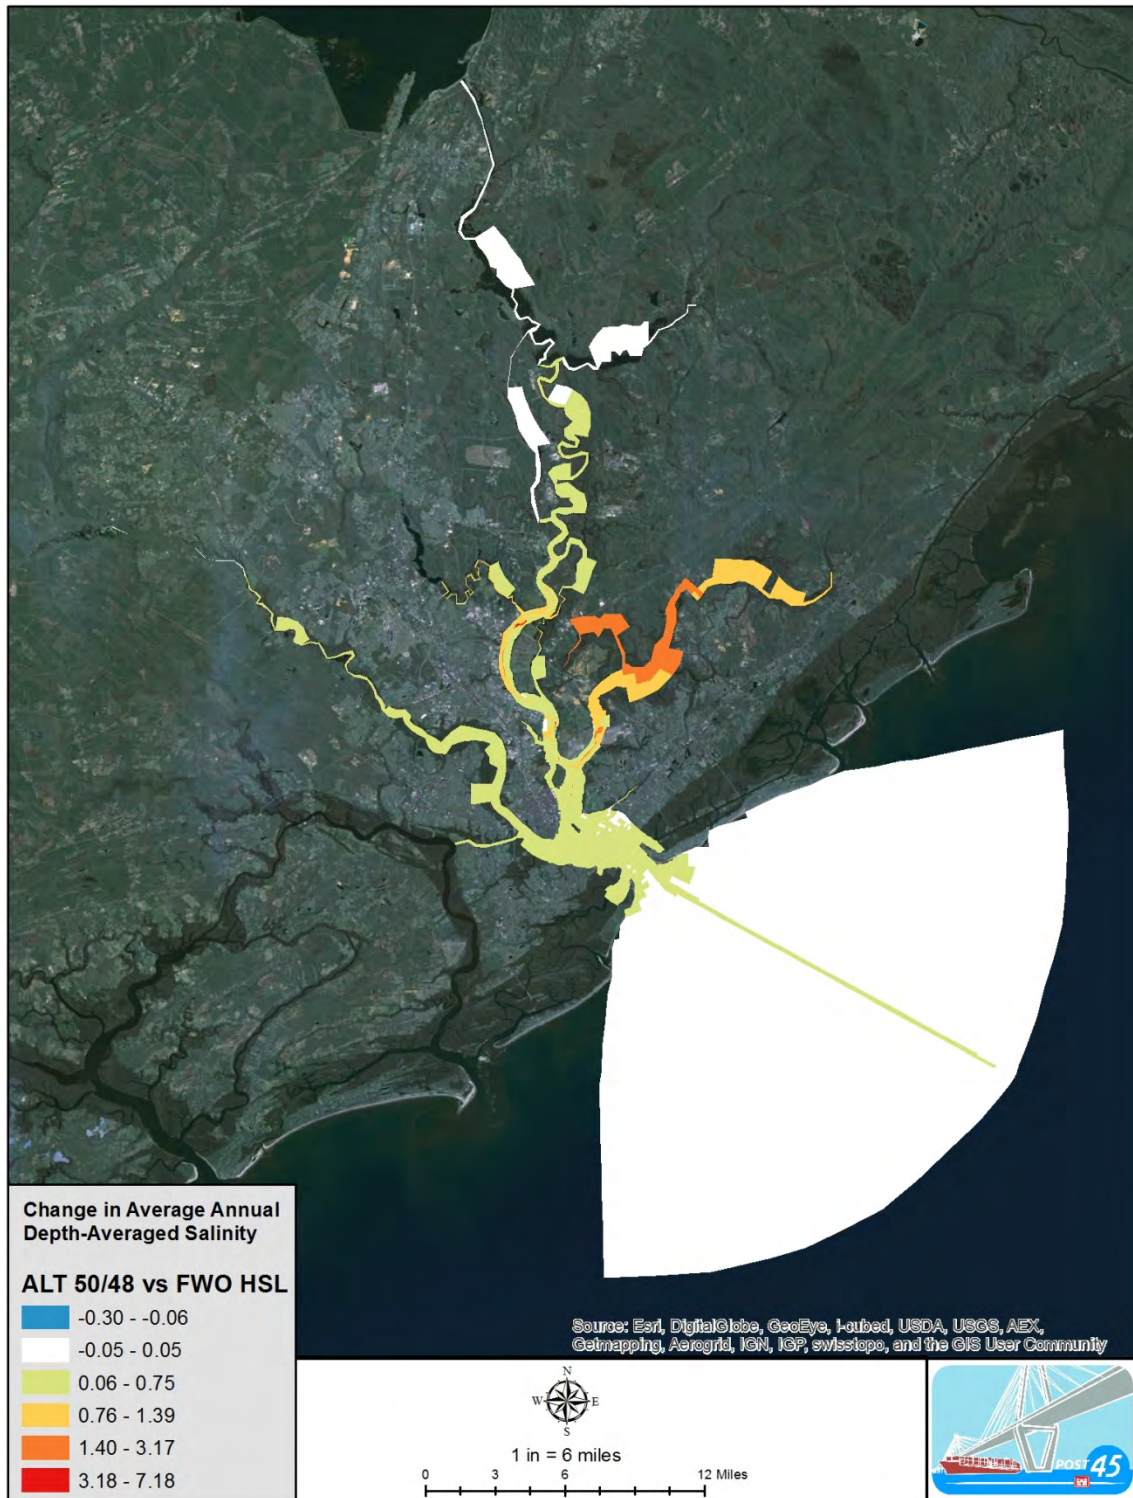 Change in Average Annual
Depth-Averaged Salinity
ALT 50/48 vs FWO HSL
-0.30 - -0.06
-0.05 - 0.05
0.06 - 0.75
0.76 - 1.39
1.40 - 3.17
3.18 - 7.18
Source: Esri, DigitalGlobe, GeoEye, i-cubed, USDA, USGS, AEX,
Getmapping, Aerogrid, IGN, IGP, swisstopo, and the GIS User Community
N
W E
S
1 in = 6 miles
0 3 6 12 Miles
POST 45